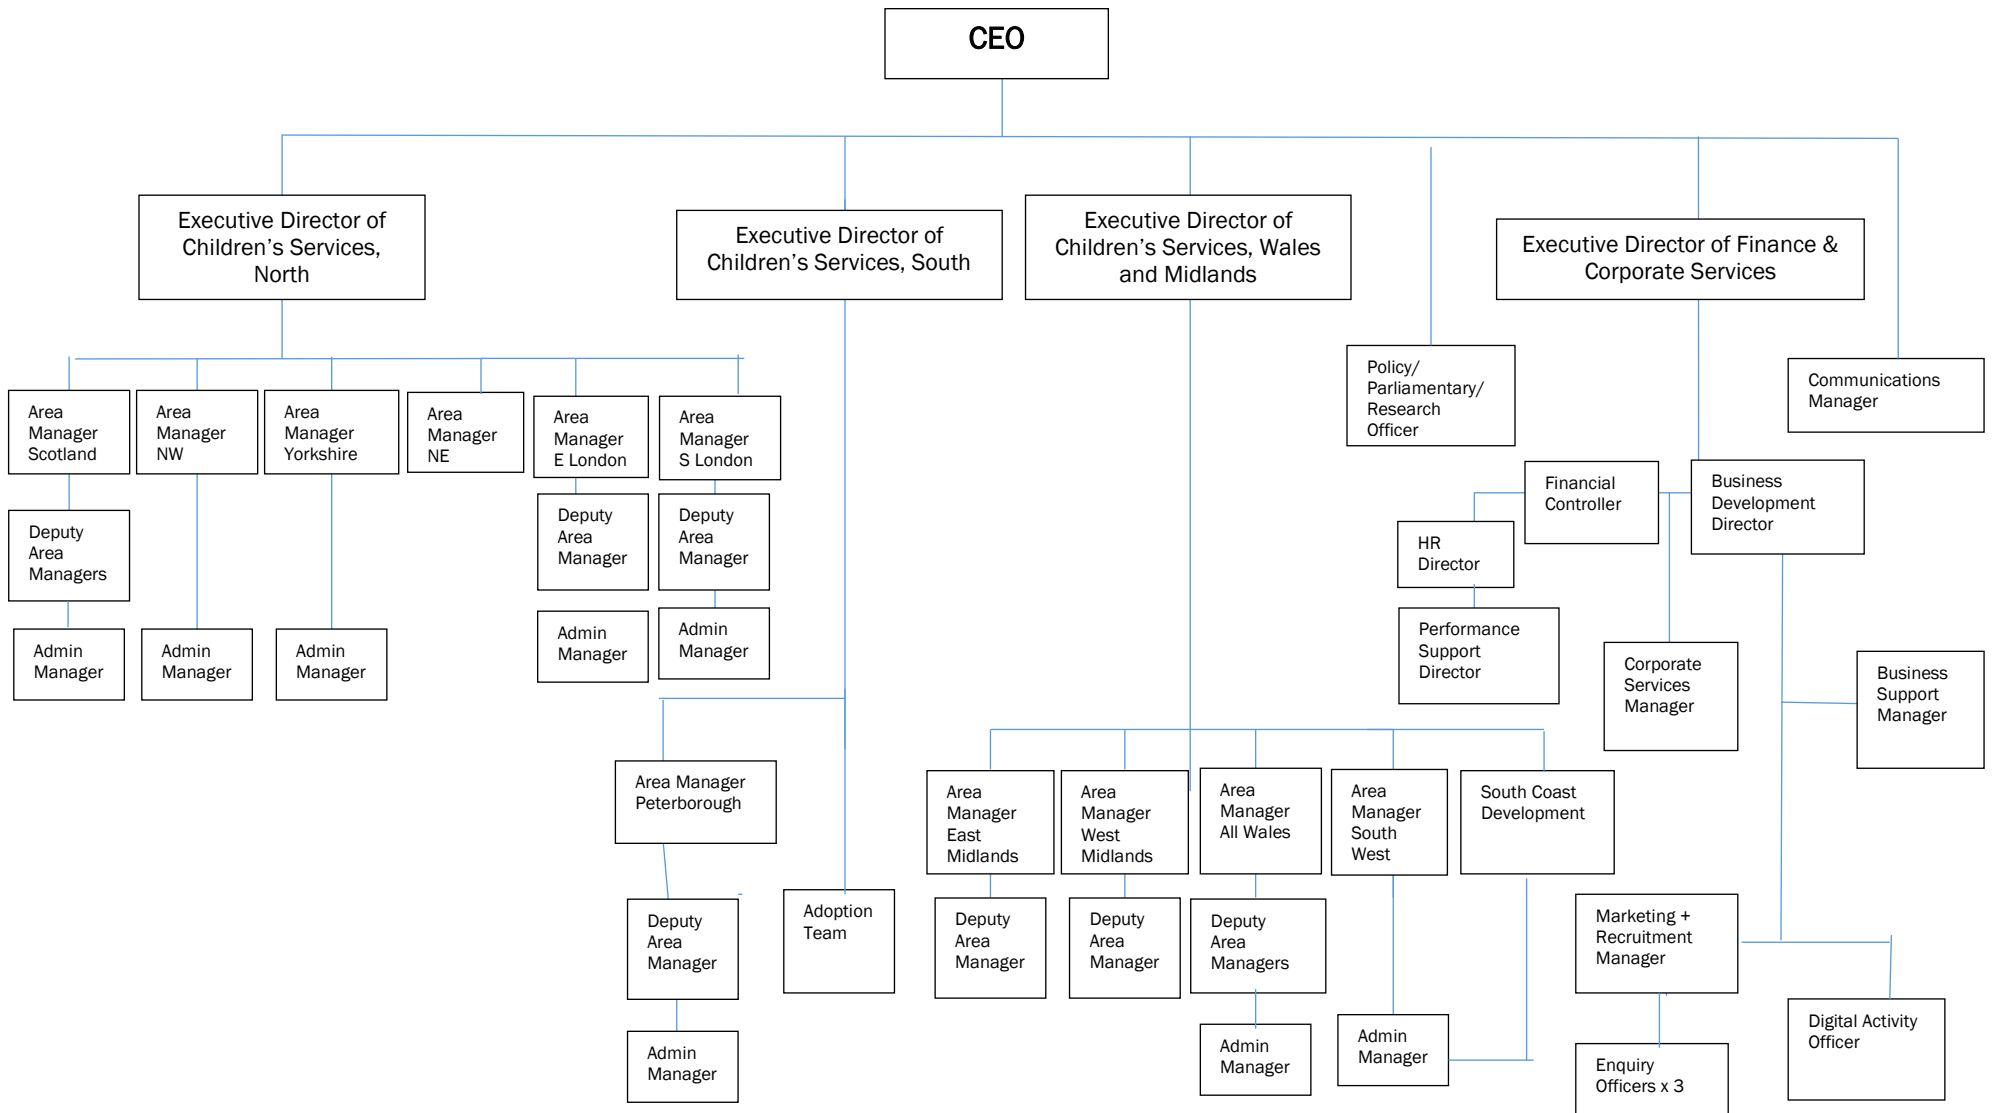 CEO
Executive Director of
Children's Services,
North
Executive Director of
Children's Services, South
Executive Director of
Children's Services, Wales
and Midlands
Executive Director of Finance &
Corporate Services
Policy/
Parliamentary/
Research
Officer
Communications
Manager
Area
Manager
Scotland
Area
Manager
NW
Area
Manager
Yorkshire
Area
Manager
NE
Area
Manager
E London
Area
Manager
S London
Financial
Controller
Business
Development
Director
HR
Director
Deputy
Area
Managers
Deputy
Area
Manager
Deputy
Area
Manager
Performance
Support
Director
Corporate
Services
Manager
Business
Support
Manager
Admin
Manager
Admin
Manager
Admin
Manager
Admin
Manager
Admin
Manager
Area Manager
Peterborough
Area
Manager
East
Midlands
Area
Manager
West
Midlands
Area
Manager
All Wales
Area
Manager
South
West
South Coast
Development
Deputy
Area
Manager
Adoption
Team
Deputy
Area
Manager
Deputy
Area
Manager
Deputy
Area
Managers
Marketing +
Recruitment
Manager
Digital Activity
Officer
Admin
Manager
Admin
Manager
Admin
Manager
Enquiry
Officers x 3